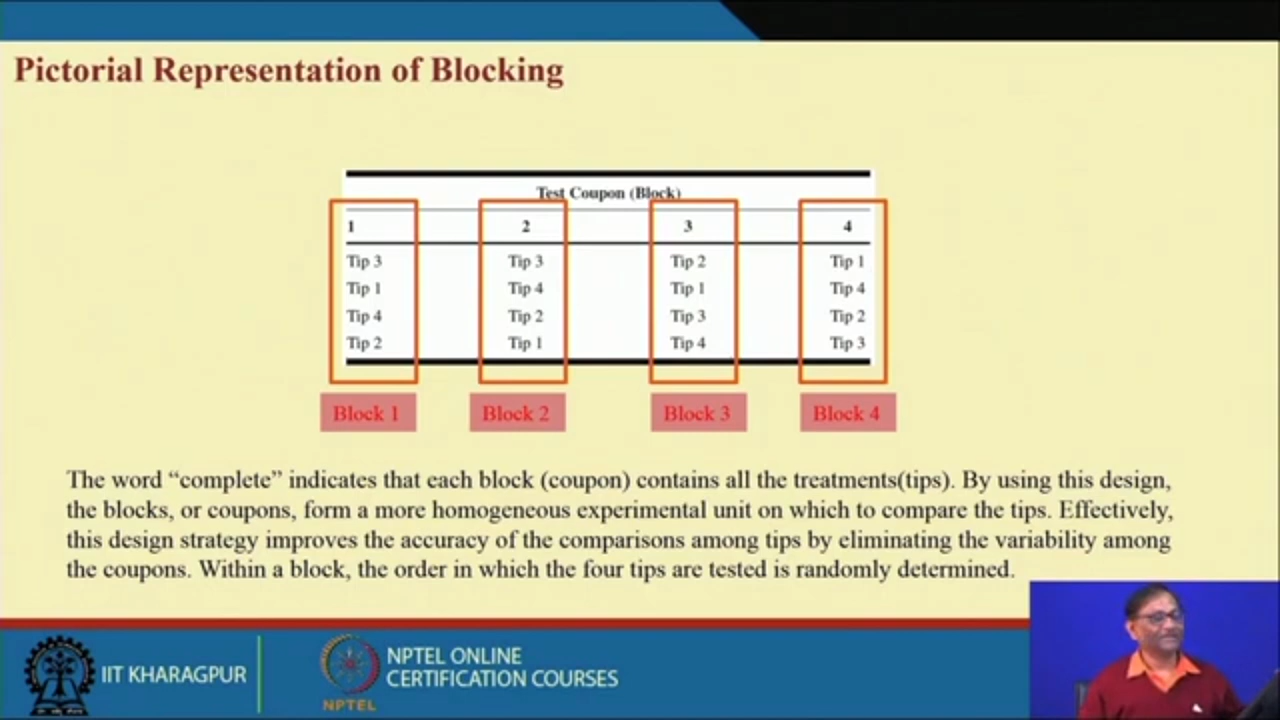 Pictorial Representation of Blocking
Test Coupon (Block)
1 2 3 4
Tip 3 Tip 3 Tip 2 Tip 1
Tip 1 Tip 4 Tip 1 Tip 4
Tip 4 Tip 2 Tip 3 Tip 2
Tip 2 Tip 1 Tip 4 Tip 3
Block 1 Block 2 Block 3 Block 4
The word “complete” indicates that each block (coupon) contains all the treatments(tips). By using this design,
the blocks, or coupons, form a more homogeneous experimental unit on which to compare the tips. Effectively,
this design strategy improves the accuracy of the comparisons among tips by eliminating the variability among
the coupons. Within a block, the order in which the four tips are tested is randomly determined.
IIT KHARAGPUR
NPTEL
NPTEL ONLINE
CERTIFICATION COURSES